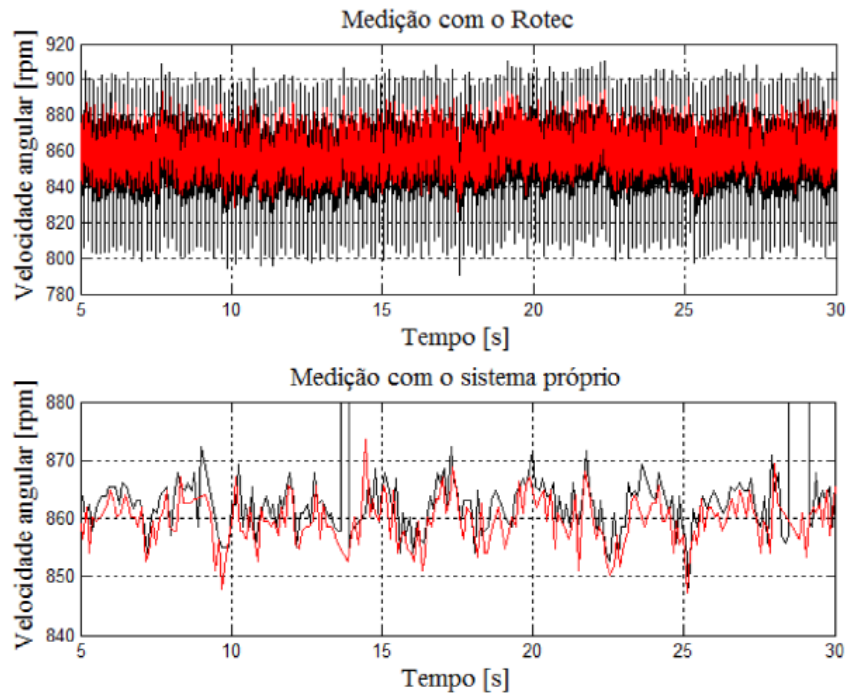 Medição com o Rotec
Velocidade angular [rpm]
920
900
880
860
840
820
800
780
5 10 15 20 25 30
Tempo [s]
Medição com o sistema próprio
Velocidade angular [rpm]
880
870
860
850
840
5 10 15 20 25 30
Tempo [s]